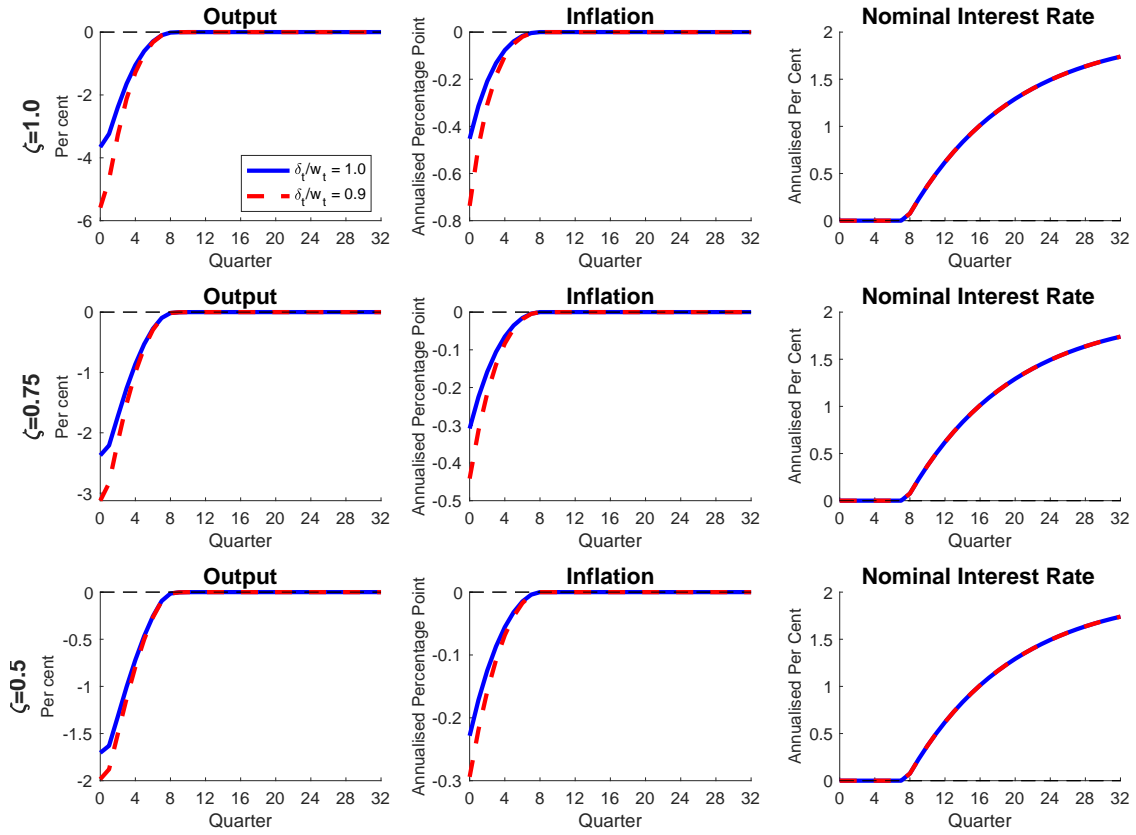 Output Inflation Nominal Interest Rate
ζ=1.0
Per cent
0
-2
-4
-6
δt/wt = 1.0
δt/wt = 0.9
0 4 8 12 16 20 24 28 32
Quarter
Annualised Percentage Point
0
-0.2
-0.4
-0.6
-0.8
0 4 8 12 16 20 24 28 32
Quarter
Annualised Per Cent
2
1.5
1
0.5
0
0 4 8 12 16 20 24 28 32
Quarter
Output Inflation Nominal Interest Rate
ζ=0.75
Per cent
0
-1
-2
-3
0 4 8 12 16 20 24 28 32
Quarter
Annualised Percentage Point
0
-0.1
-0.2
-0.3
-0.4
-0.5
0 4 8 12 16 20 24 28 32
Quarter
Annualised Per Cent
2
1.5
1
0.5
0
0 4 8 12 16 20 24 28 32
Quarter
Output Inflation Nominal Interest Rate
ζ=0.5
Per cent
0
-0.5
-1
-1.5
-2
0 4 8 12 16 20 24 28 32
Quarter
Annualised Percentage Point
0
-0.1
-0.2
-0.3
0 4 8 12 16 20 24 28 32
Quarter
Annualised Per Cent
2
1.5
1
0.5
0
0 4 8 12 16 20 24 28 32
Quarter